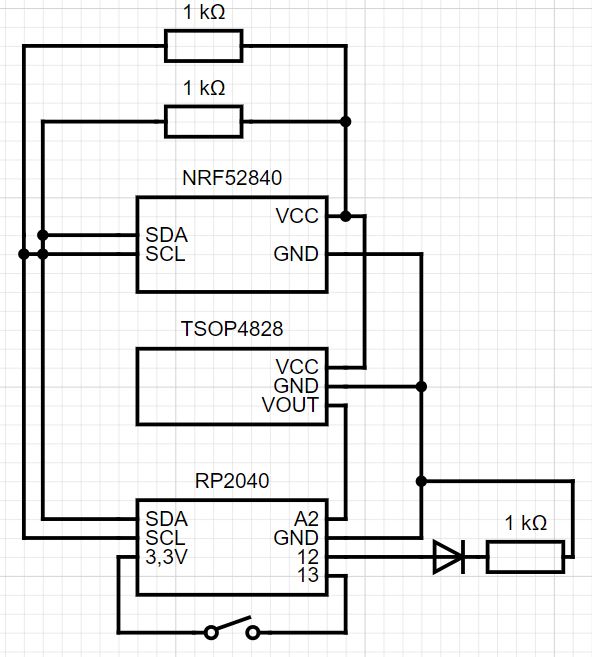 1 kΩ
1 kΩ
NRF52840
VCC
SDA
SCL
GND
TSOP4828
VCC
GND
VOUT
RP2040
SDA
SCL
3,3V
A2
GND
12
13
1 kΩ